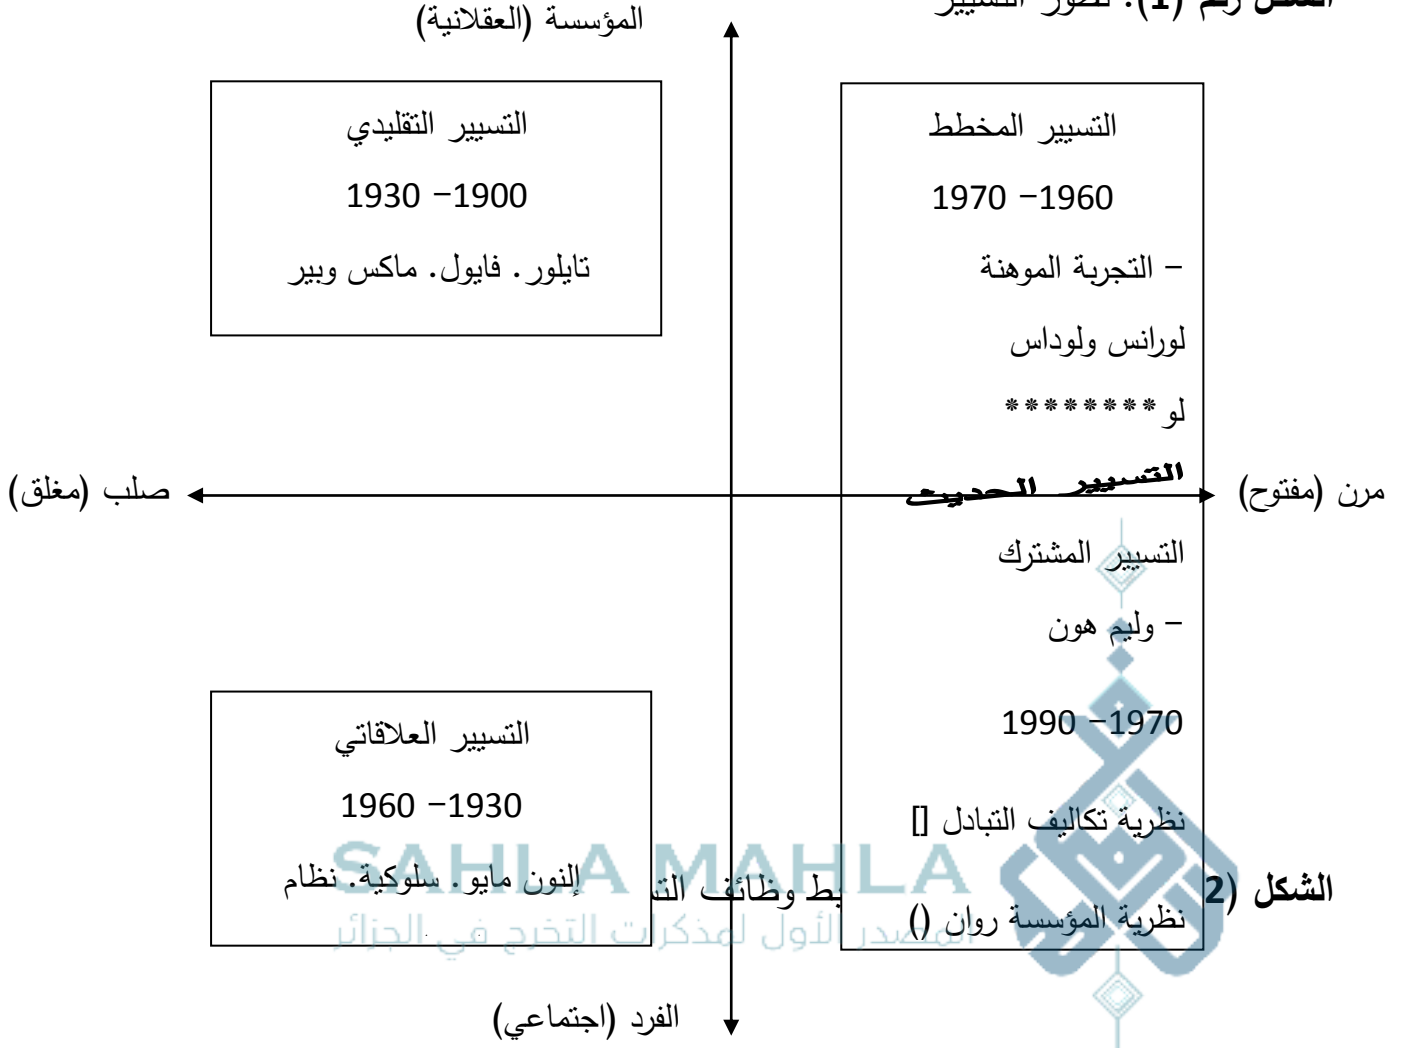 الشكل رقم (1): تطور التسيير
المؤسسة (العقلانية)
التسيير المخطط
1960– 1970
– التجربة الموهنة
لورانس ولوداس
لو ********
التسيير الحديث
التسيير المشترك
– وليم هون
1970– 1990
نظرية تكاليف التبادل []
نظرية المؤسسة روان ()
التسيير التقليدي
1900– 1930
تايلور. فايول. ماكس وبير
مرن (مفتوح)
صلب (مغلق)
التسيير العلاقاتي
1930– 1960
إلنون مايو. سلوكية. نظام
الشكل (2
بط وظائف
SAHLA MAHLA
المصدر الأول لمذكرات التخرج في الجزائر
الفرد (اجتماعي)